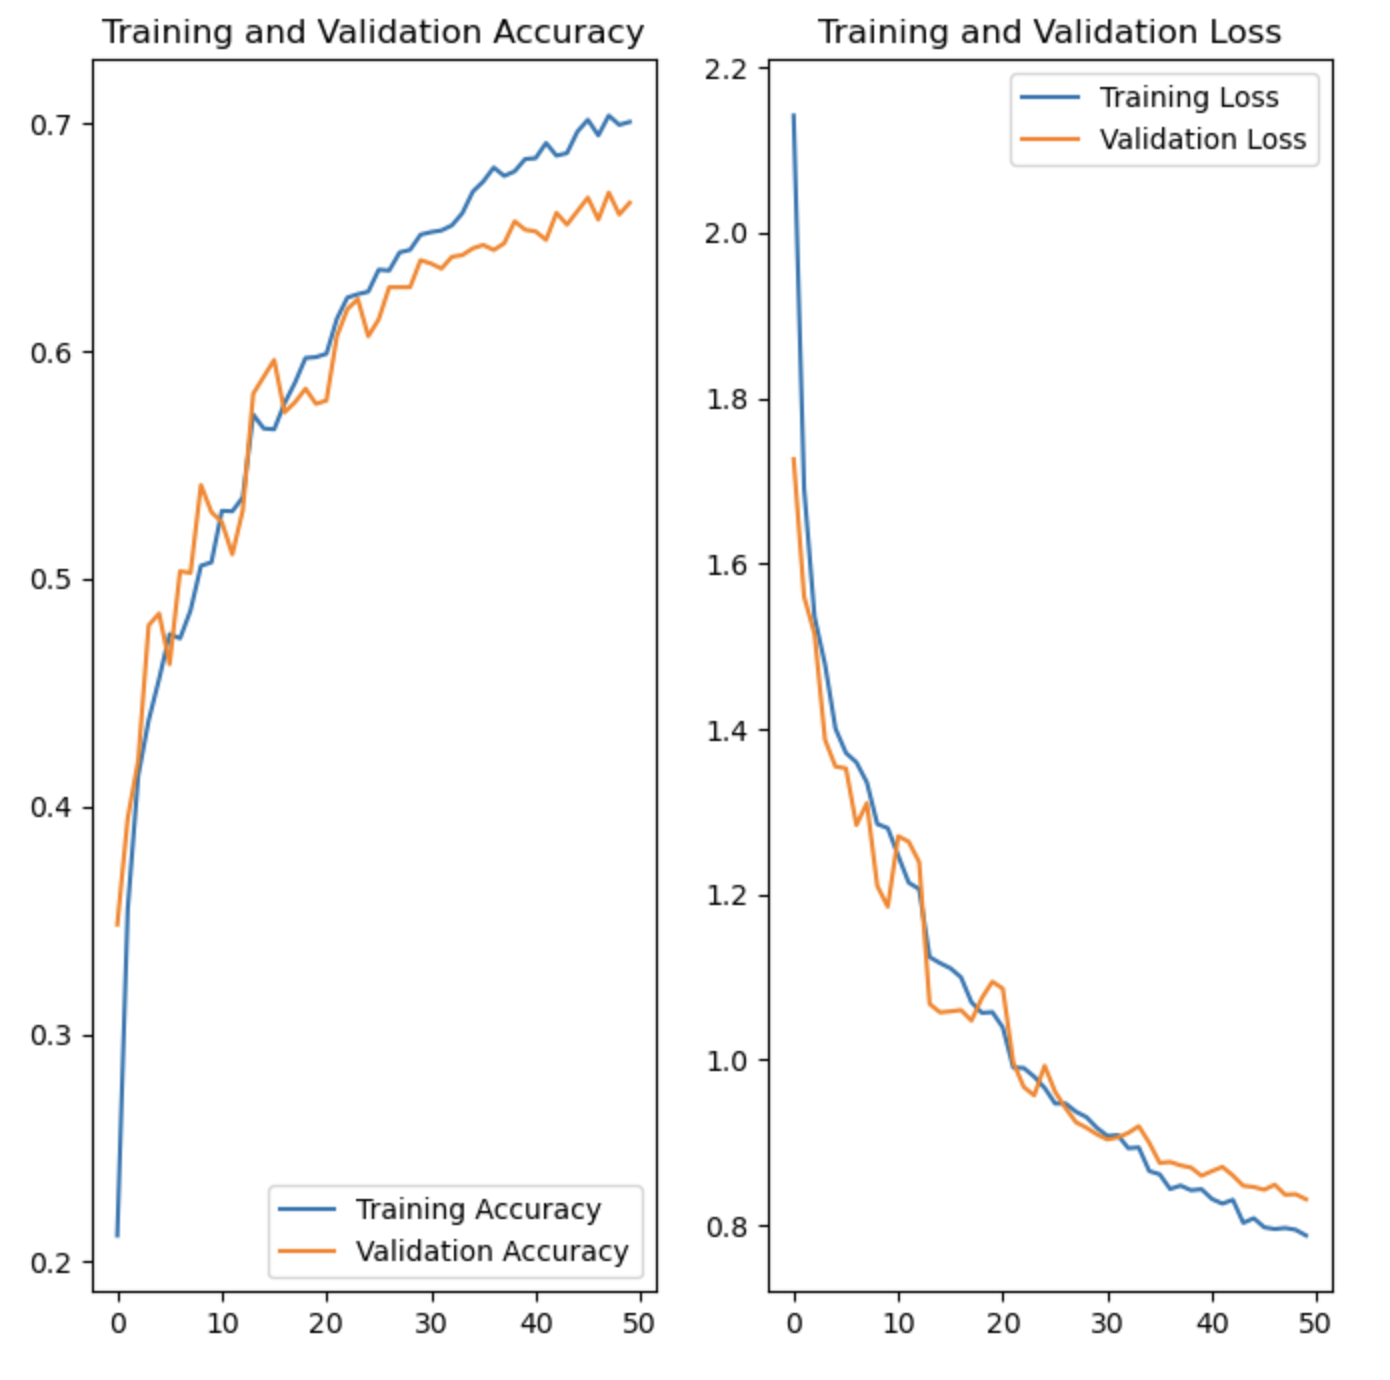 Training and Validation Accuracy
0.7
0.6
0.5
0.4
0.3
0.2
0 10 20 30 40 50
Training Accuracy
Validation Accuracy
Training and Validation Loss
2.2
2.0
1.8
1.6
1.4
1.2
1.0
0.8
0 10 20 30 40 50
Training Loss
Validation Loss